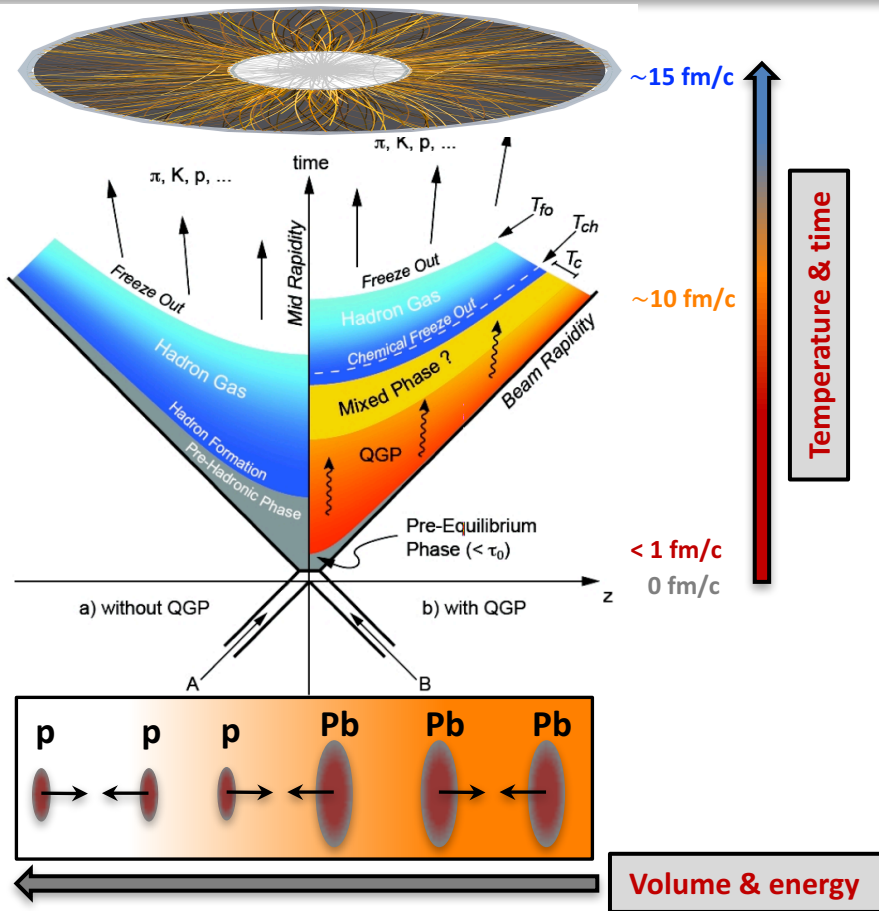 ~15 fm/c
π, K, p, ...
time
π, K, p, ...
Mid Rapidity
T_fo
T_ch
T_c
Freeze Out
Freeze Out
Hadron Gas
Chemical Freeze Out
~10 fm/c
Hadron Gas
Mixed Phase ?
Beam Rapidity
Hadron Formation
Pre-Hadronic Phase
QGP
Temperature & time
Pre-Equilibrium
Phase (< τ₀)
< 1 fm/c
0 fm/c
z
a) without QGP
b) with QGP
A
B
p p p Pb Pb Pb
Volume & energy